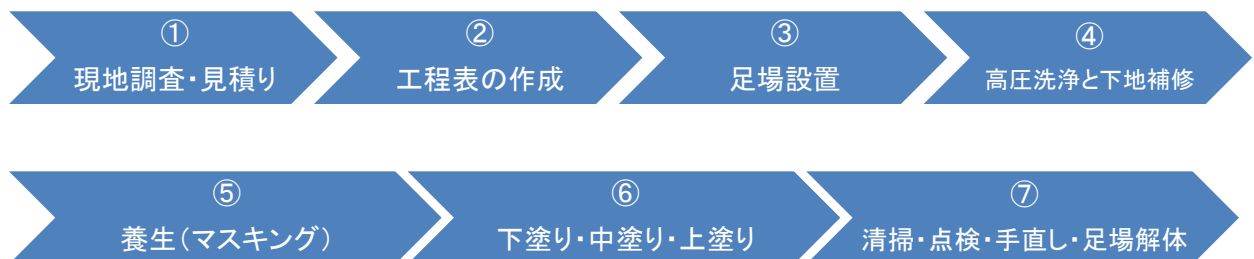 ①
現地調査・見積り
②
工程表の作成
③
足場設置
④
高圧洗浄と下地補修
⑤
養生(マスキング)
⑥
下塗り・中塗り・上塗り
⑦
清掃・点検・手直し・足場解体